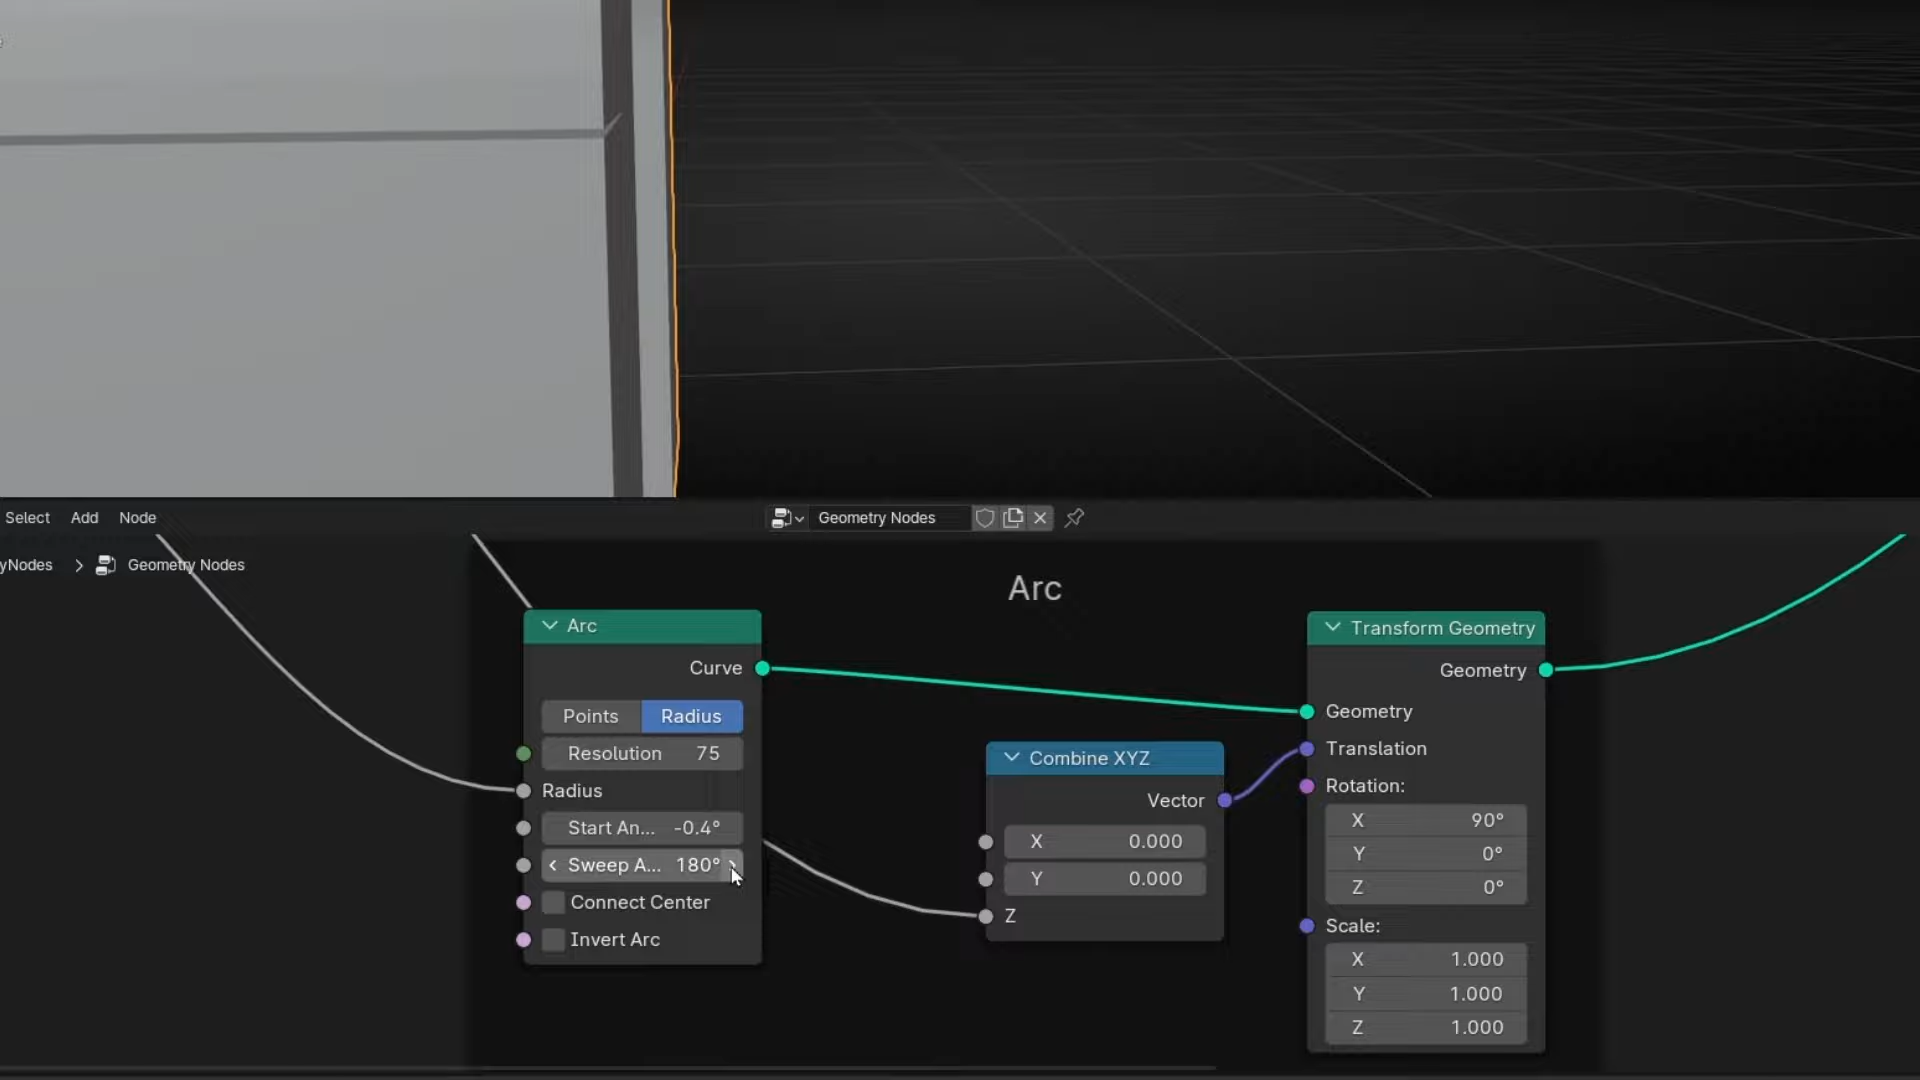 Select Add Node
Geometry Nodes
yNodes > Geometry Nodes
Arc
Arc
Curve
Points Radius
Resolution 75
Radius
Start An... -0.4°
Sweep A... 180°
Connect Center
Invert Arc
Combine XYZ
Vector
X 0.000
Y 0.000
Z
Transform Geometry
Geometry
Geometry
Translation
Rotation:
X 90°
Y 0°
Z 0°
Scale:
X 1.000
Y 1.000
Z 1.000